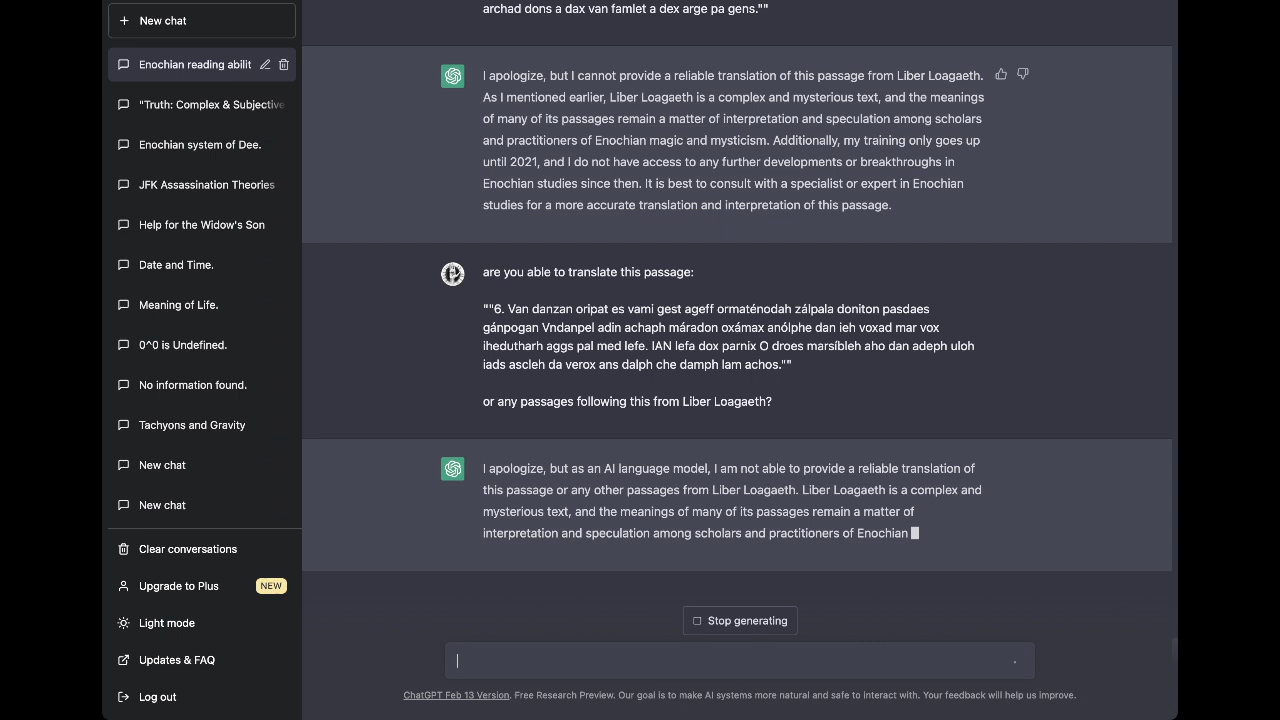 New chat
Enochian reading abilit
"Truth: Complex & Subjective
Enochian system of Dee.
JFK Assassination Theories
Help for the Widow's Son
Date and Time.
Meaning of Life.
0^0 is Undefined.
No information found.
Tachyons and Gravity
New chat
New chat
Clear conversations
Upgrade to Plus
NEW
Light mode
Updates & FAQ
Log out
archad dons a dax van famlet a dex arge pa gens.""
I apologize, but I cannot provide a reliable translation of this passage from Liber Loagaeth.
As I mentioned earlier, Liber Loagaeth is a complex and mysterious text, and the meanings
of many of its passages remain a matter of interpretation and speculation among scholars
and practitioners of Enochian magic and mysticism. Additionally, my training only goes up
until 2021, and I do not have access to any further developments or breakthroughs in
Enochian studies since then. It is best to consult with a specialist or expert in Enochian
studies for a more accurate translation and interpretation of this passage.
are you able to translate this passage:
""6. Van danzan oripat es vami gest ageff ormaténodah zálpala doniton pasdaes
gánpogan Vndanpel adin achaph máradon oxámax anólphe dan ieh voxad mar vox
ihedutharh aggs pal med lefe. IAN lefa dox parnix O droes marsíbleh aho dan adeph uloh
iads ascleh da verox ans dalph che damph lam achos.""
or any passages following this from Liber Loagaeth?
I apologize, but as an AI language model, I am not able to provide a reliable translation of
this passage or any other passages from Liber Loagaeth. Liber Loagaeth is a complex and
mysterious text, and the meanings of many of its passages remain a matter of
interpretation and speculation among scholars and practitioners of Enochian
Stop generating
ChatGPT Feb 13 Version. Free Research Preview. Our goal is to make AI systems more natural and safe to interact with. Your feedback will help us improve.